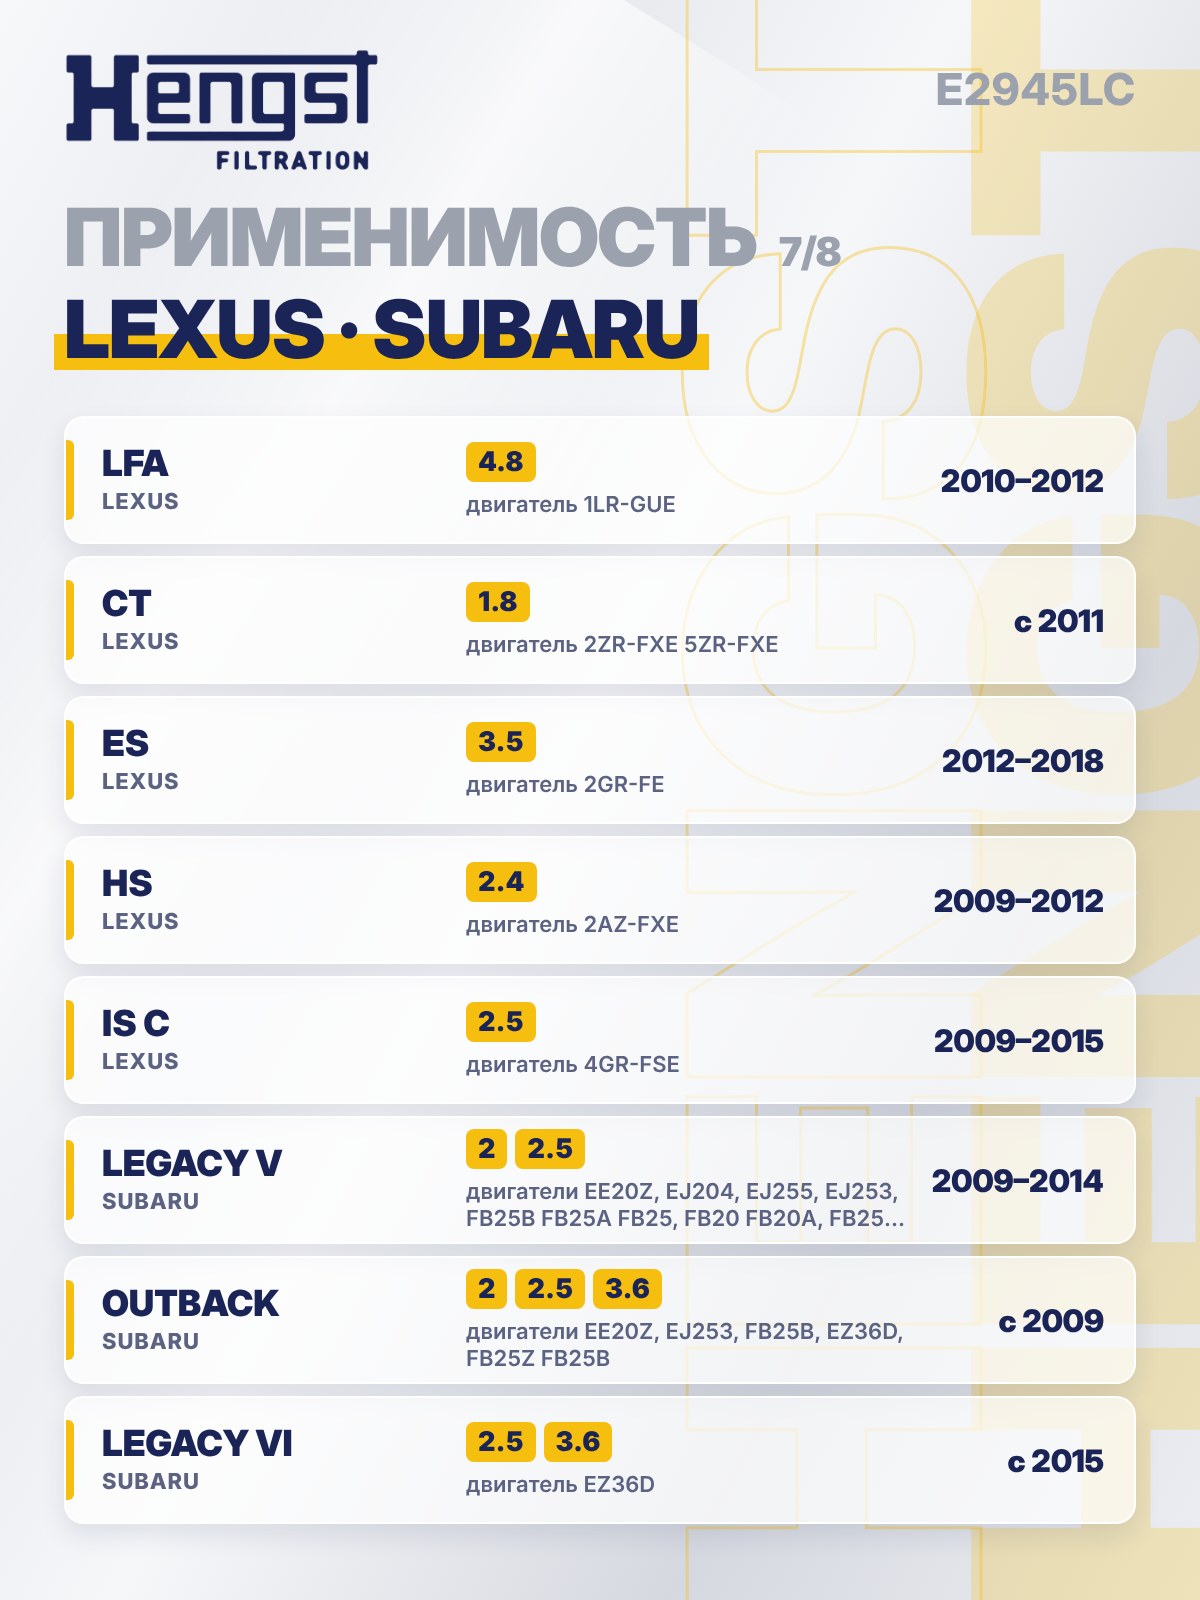 Hengst
FILTRATION
E2945LC
ПРИМЕНИМОСТЬ 7/8
LEXUS · SUBARU
LFA
LEXUS
4.8
двигатель 1LR-GUE
2010–2012
CT
LEXUS
1.8
двигатель 2ZR-FXE 5ZR-FXE
с 2011
ES
LEXUS
3.5
двигатель 2GR-FE
2012–2018
HS
LEXUS
2.4
двигатель 2AZ-FXE
2009–2012
IS C
LEXUS
2.5
двигатель 4GR-FSE
2009–2015
LEGACY V
SUBARU
2 2.5
двигатели EE20Z, EJ204, EJ255, EJ253,
FB25B FB25A FB25, FB20 FB20A, FB25...
2009–2014
OUTBACK
SUBARU
2 2.5 3.6
двигатели EE20Z, EJ253, FB25B, EZ36D,
FB25Z FB25B
с 2009
LEGACY VI
SUBARU
2.5 3.6
двигатель EZ36D
с 2015
HENGST
HENGST